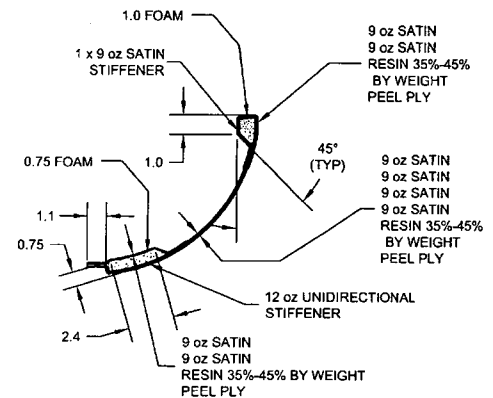 1.0 FOAM
1 x 9 oz SATIN
STIFFENER
9 oz SATIN
9 oz SATIN
RESIN 35%-45%
BY WEIGHT
PEEL PLY
1.0
45°
(TYP)
0.75 FOAM
1.1
0.75
9 oz SATIN
9 oz SATIN
9 oz SATIN
9 oz SATIN
RESIN 35%-45%
BY WEIGHT
PEEL PLY
12 oz UNIDIRECTIONAL
STIFFENER
2.4
9 oz SATIN
9 oz SATIN
RESIN 35%-45% BY WEIGHT
PEEL PLY